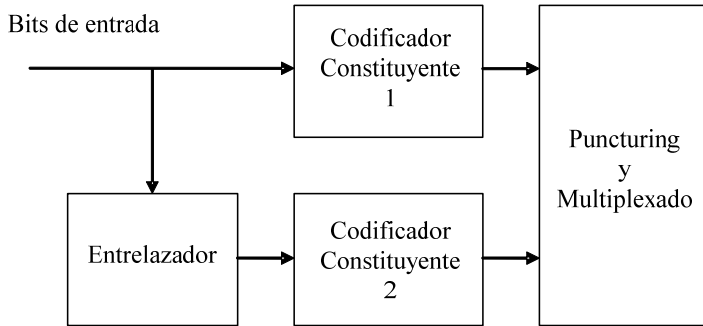 Bits de entrada
Codificador
Constituyente
1
Puncturing
y
Multiplexado
Entrelazador
Codificador
Constituyente
2